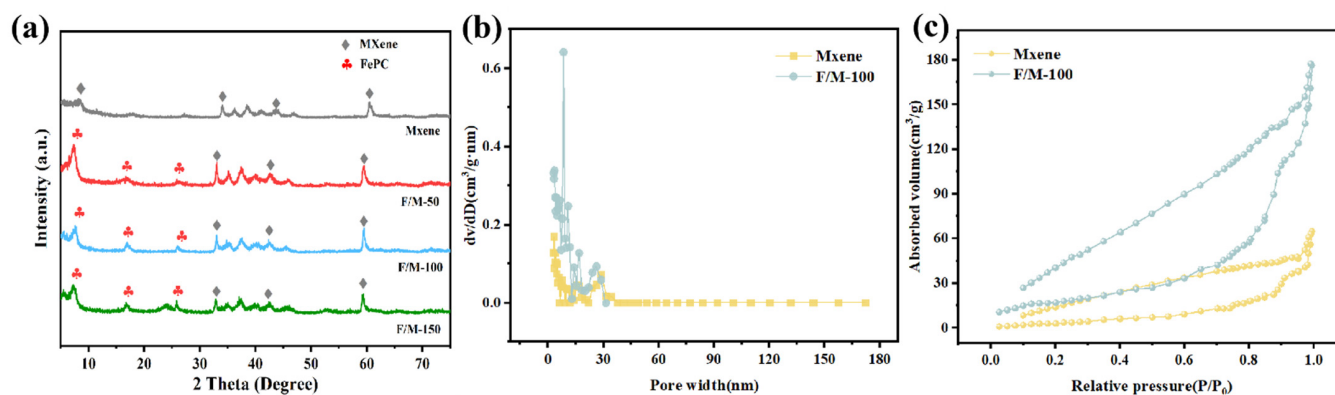 (a)
MXene
FePC
Mxene
F/M-50
F/M-100
F/M-150
Intensity (a.u.)
10 20 30 40 50 60 70
2 Theta (Degree)
(b)
Mxene
F/M-100
dv/dD(cm³/g·nm)
0.6
0.4
0.2
0.0
0 30 60 90 120 150 180
Pore width(nm)
(c)
Mxene
F/M-100
Absorbed volume(cm³/g)
180
150
120
90
60
30
0
0.0 0.2 0.4 0.6 0.8 1.0
Relative pressure(P/P₀)